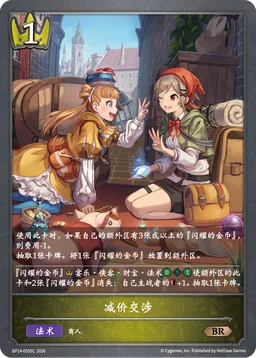 1
使用此卡时，如果自己的额外区有3张或以上的『闪耀的金币』，
则费用-1。
抽取1张卡牌。将1张『闪耀的金币』放置到额外区。
『闪耀的金币』宴乐·侠客·财宝·法术 0 使额外区的此
卡和2张『闪耀的金币』消失：自己主战者的+1。抽取1张卡牌。
减价交涉
法术 商人 BR
BP14-035SC 2026 © Cygames, Inc. Published by NetEase Games